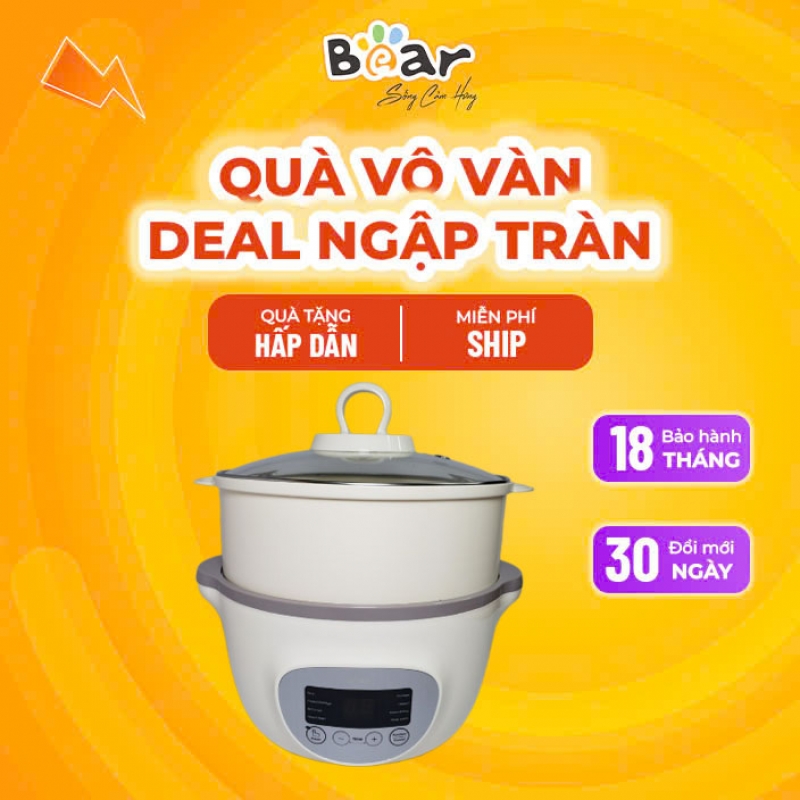 Bear
Sống Cảm Hứng
QUÀ VÔ VÀN
DEAL NGẬP TRÀN
QUÀ TẶNG
HẤP DẪN
MIỄN PHÍ
SHIP
18 Bảo hành
THÁNG
30 Đổi mới
NGÀY